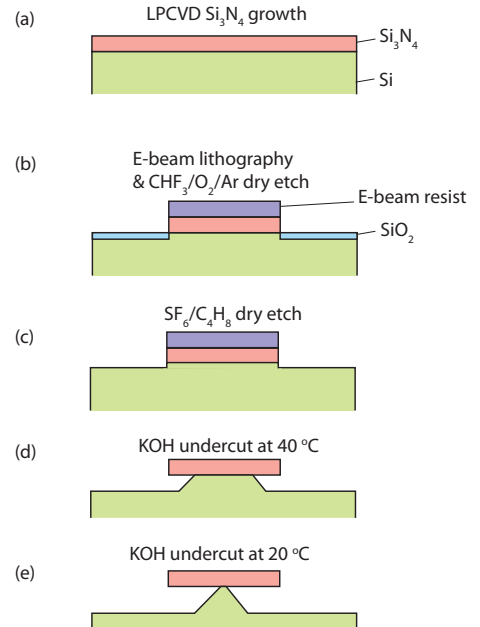 (a)
LPCVD Si₃N₄ growth
Si₃N₄
Si
(b)
E-beam lithography
& CHF₃/O₂/Ar dry etch
E-beam resist
SiO₂
(c)
SF₆/C₄H₈ dry etch
(d)
KOH undercut at 40 °C
(e)
KOH undercut at 20 °C